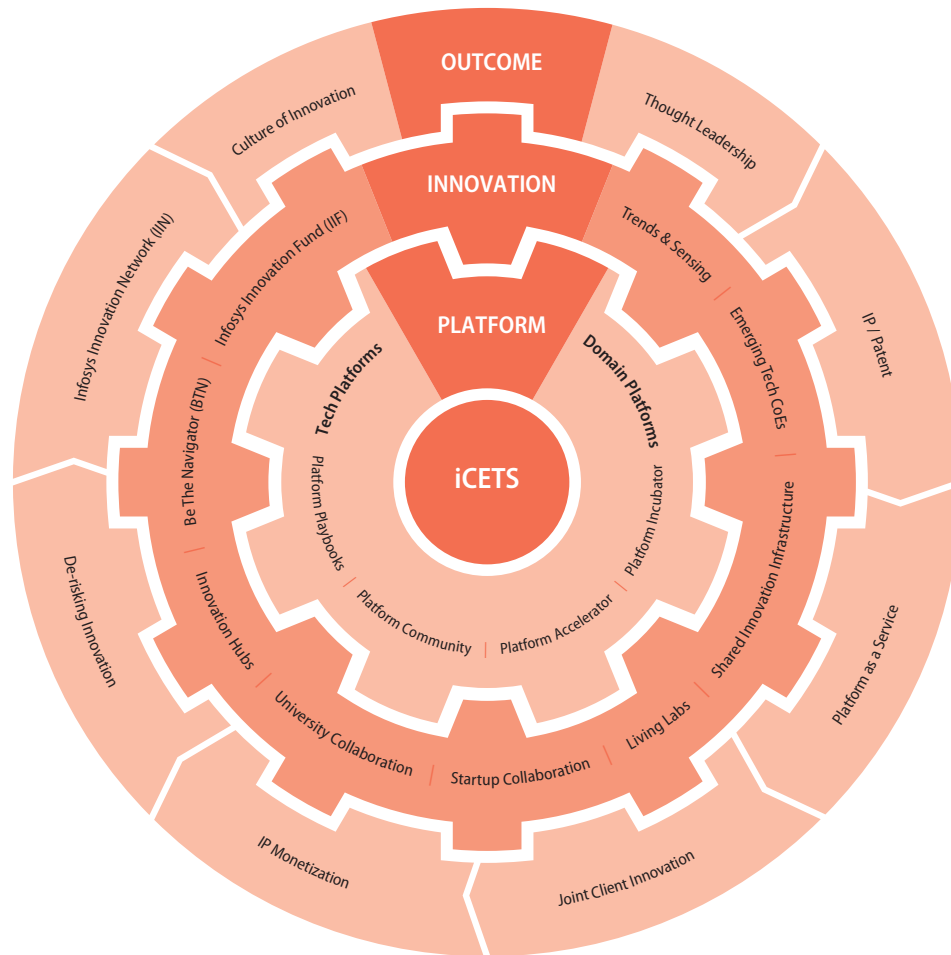 OUTCOME
Thought Leadership
IP / Patent
Platform as a Service
Joint Client Innovation
IP Monetization
De-risking Innovation
Infosys Innovation Network (IIN)
Culture of Innovation
INNOVATION
Trends & Sensing
Emerging Tech CoEs
Shared Innovation Infrastructure
Living Labs
Startup Collaboration
University Collaboration
Innovation Hubs
Be The Navigator (BTN)
Infosys Innovation Fund (IIF)
PLATFORM
Domain Platforms
Platform Incubator
Platform Accelerator
Platform Community
Platform Playbooks
Tech Platforms
iCETS